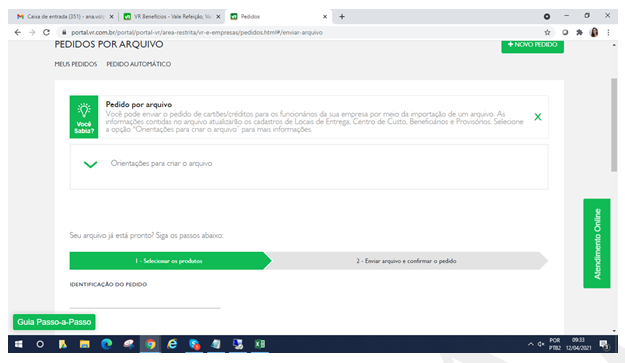 Caixa de entrada (351) - ana.vol
VR Benefícios - Vale Refeição, Va
Pedidos
portal.vr.com.br/portal/portal-vr/area-restrita/vr-e-empresas/pedidos.html#/enviar-arquivo
PEDIDOS POR ARQUIVO
+ NOVO PEDIDO
MEUS PEDIDOS PEDIDO AUTOMÁTICO
Você Sabia?
Pedido por arquivo
Você pode enviar o pedido de cartões/créditos para os funcionários da sua empresa por meio da importação de um arquivo. As
informações contidas no arquivo atualizarão os cadastros de Locais de Entrega, Centro de Custo, Beneficiários e Provisórios. Selecione
a opção "Orientações para criar o arquivo" para mais informações.
X
Orientações para criar o arquivo
Seu arquivo já está pronto? Siga os passos abaixo:
1 - Selecionar os produtos
2 - Enviar arquivo e confirmar o pedido
IDENTIFICAÇÃO DO PEDIDO
Atendimento Online
Guia Passo-a-Passo
POR
PTB2
09:33
12/04/2021